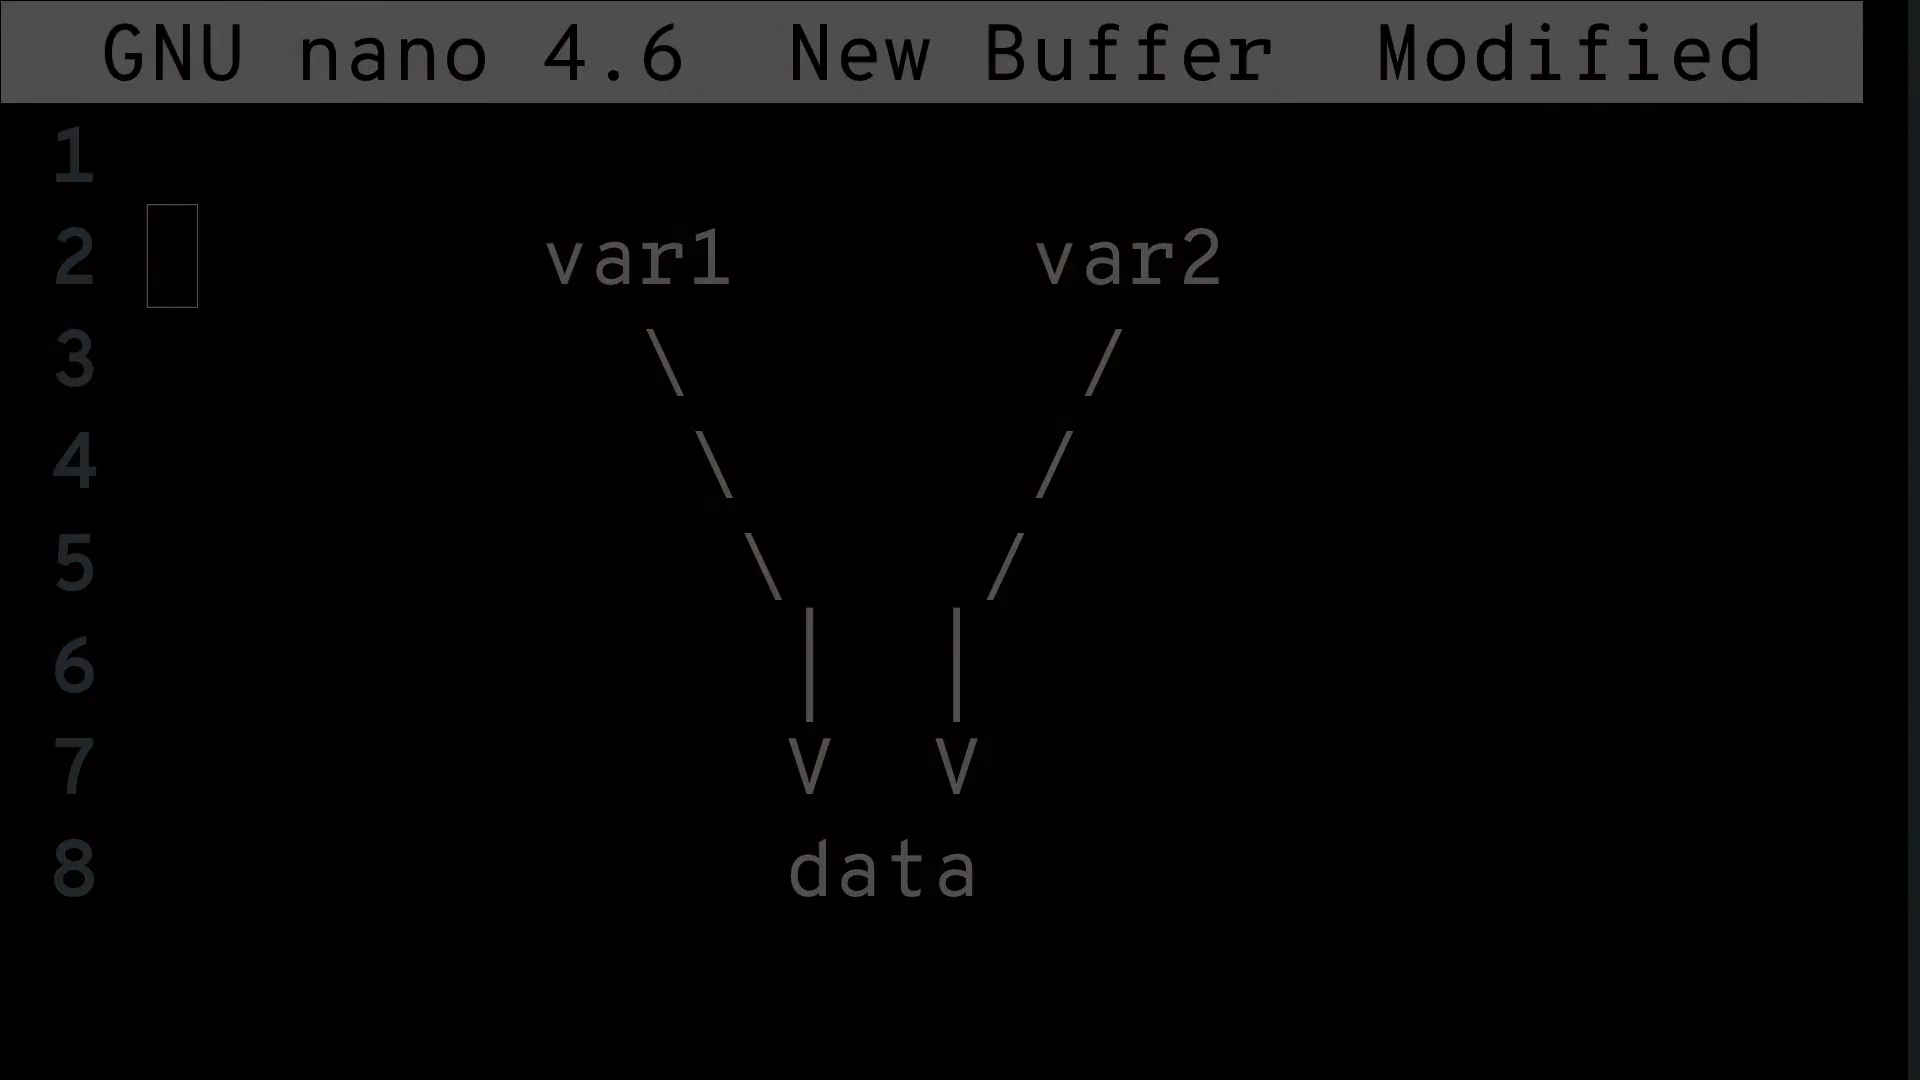 GNU nano 4.6  New Buffer  Modified
1
2         var1      var2
3           \        /
4            \      /
5             \    /
6              |  |
7              V  V
8              data